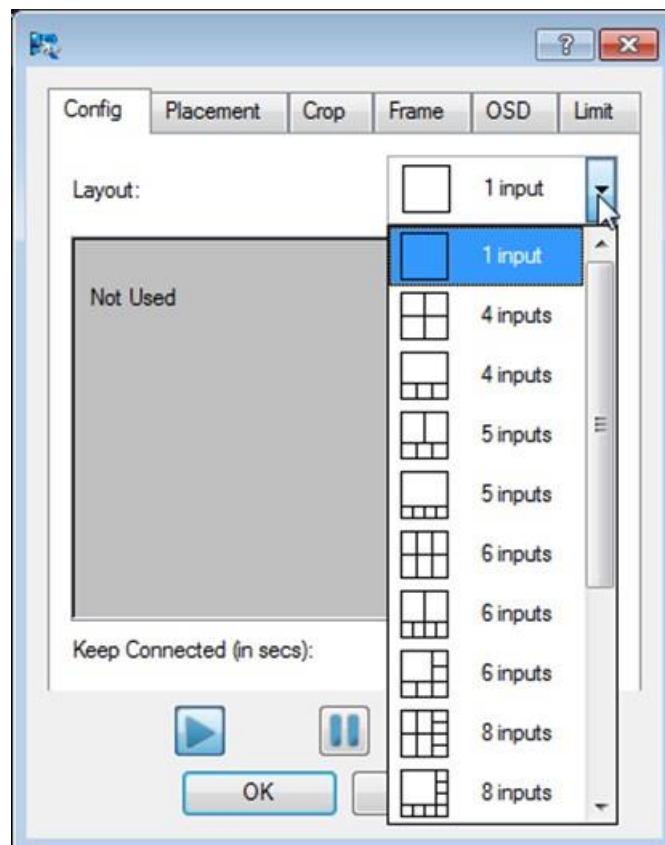 ?
Config Placement Crop Frame OSD Limit
Layout: 1 input
1 input
Not Used
4 inputs
4 inputs
5 inputs
5 inputs
6 inputs
6 inputs
6 inputs
8 inputs
8 inputs
Keep Connected (in secs):
OK